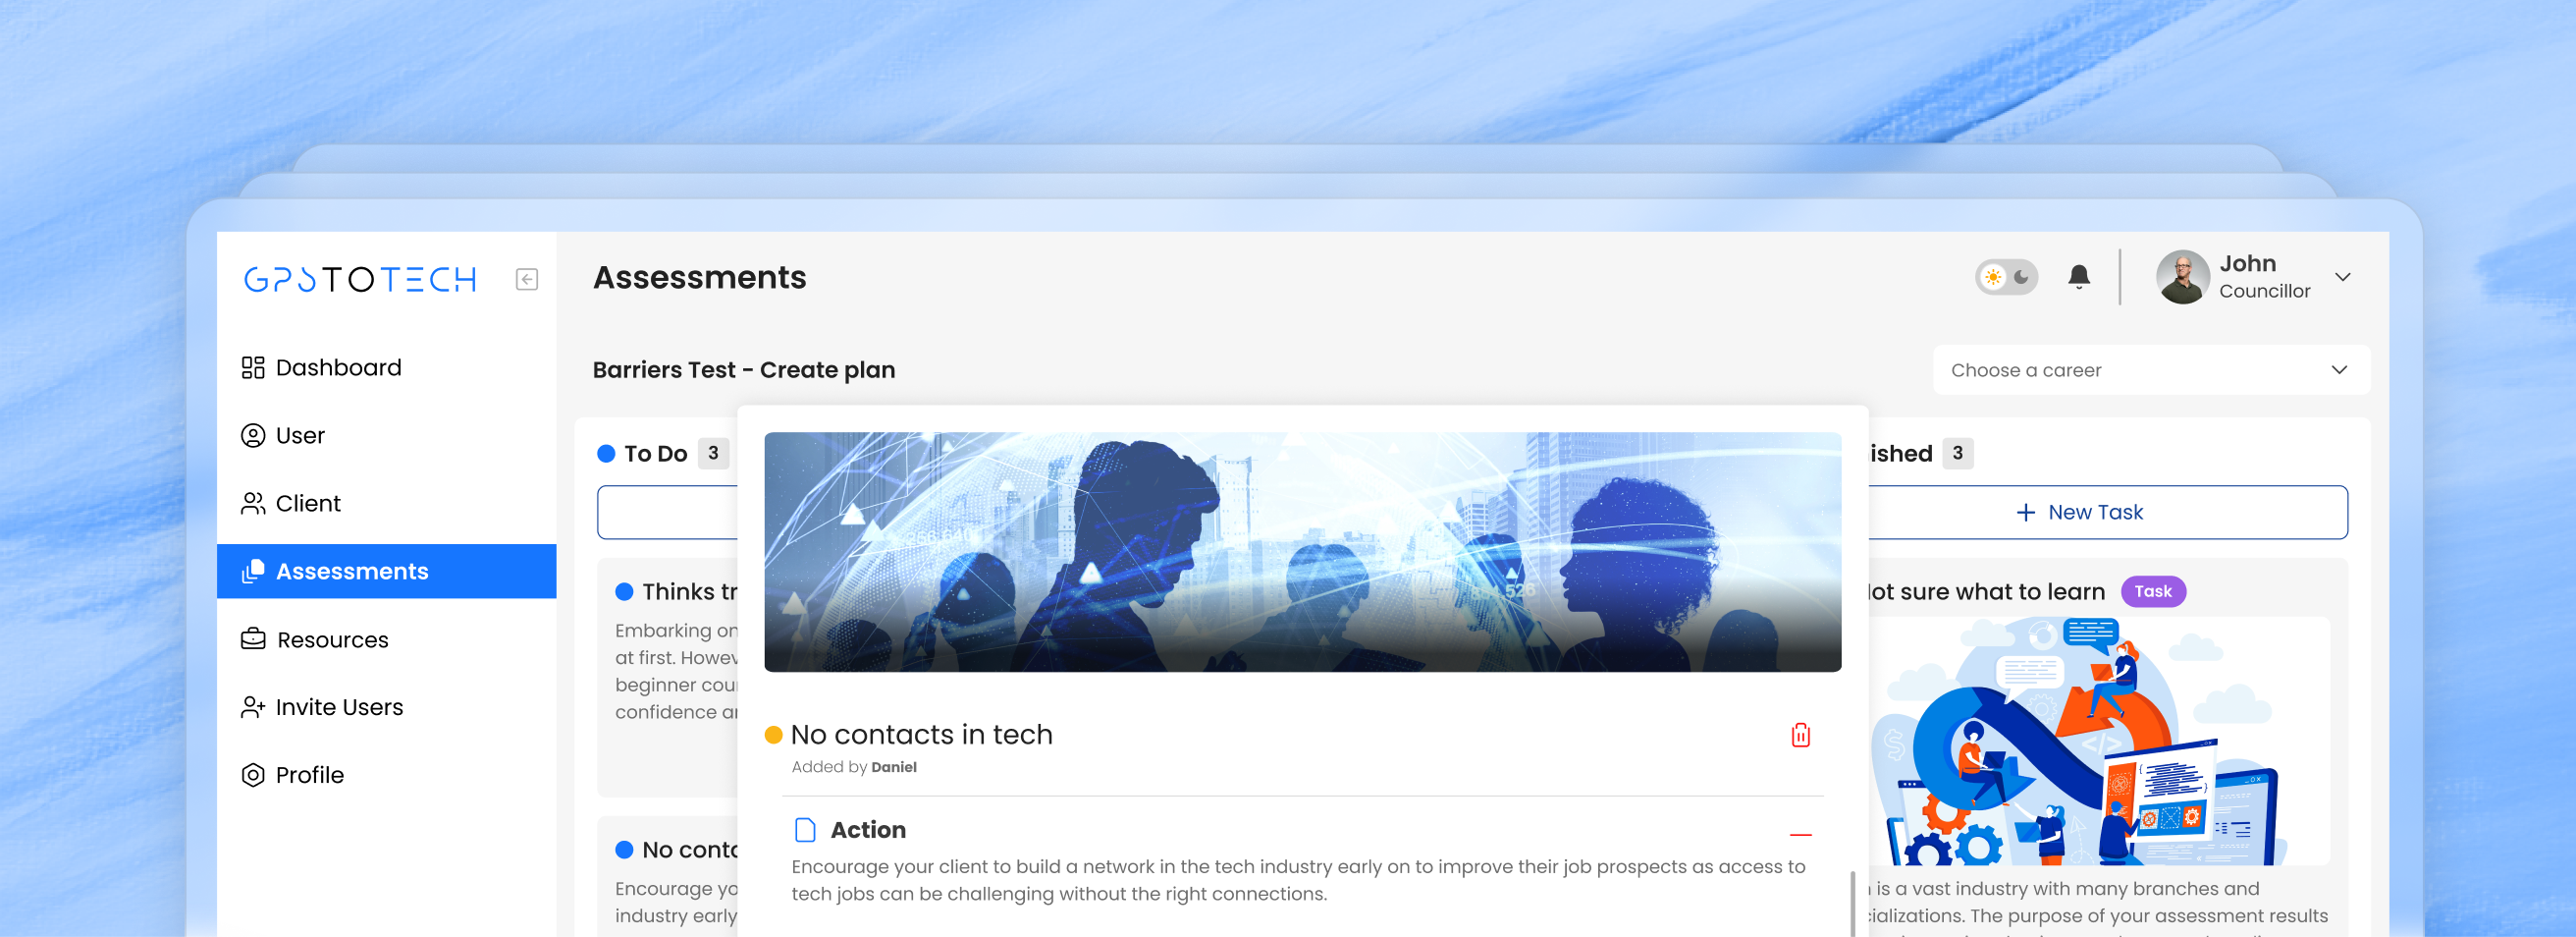 GPSTOTECH
Assessments
John
Councillor
Dashboard
User
Client
Assessments
Resources
Invite Users
Profile
Barriers Test - Create plan
Choose a career
To Do 3
Thinks tr
Embarking on
at first. Howev
beginner cou
confidence a
No conta
Encourage yo
industry early
No contacts in tech
Added by Daniel
Action
Encourage your client to build a network in the tech industry early on to improve their job prospects as access to
tech jobs can be challenging without the right connections.
ished 3
+ New Task
lot sure what to learn Task
</>
$
is a vast industry with many branches and
cializations. The purpose of your assessment results